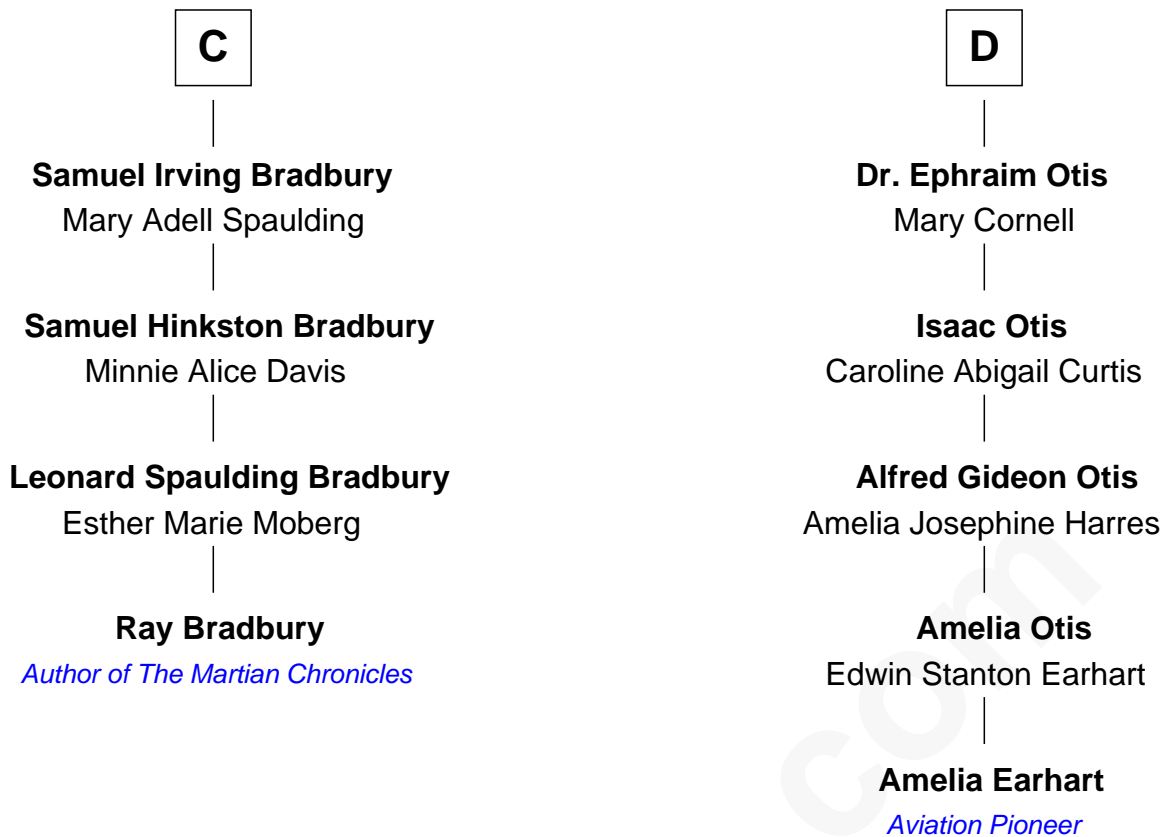 C
Samuel Irving Bradbury
Mary Adell Spaulding
Samuel Hinkston Bradbury
Minnie Alice Davis
Leonard Spaulding Bradbury
Esther Marie Moberg
Ray Bradbury
Author of The Martian Chronicles
D
Dr. Ephraim Otis
Mary Cornell
Isaac Otis
Caroline Abigail Curtis
Alfred Gideon Otis
Amelia Josephine Harres
Amelia Otis
Edwin Stanton Earhart
Amelia Earhart
Aviation Pioneer
com